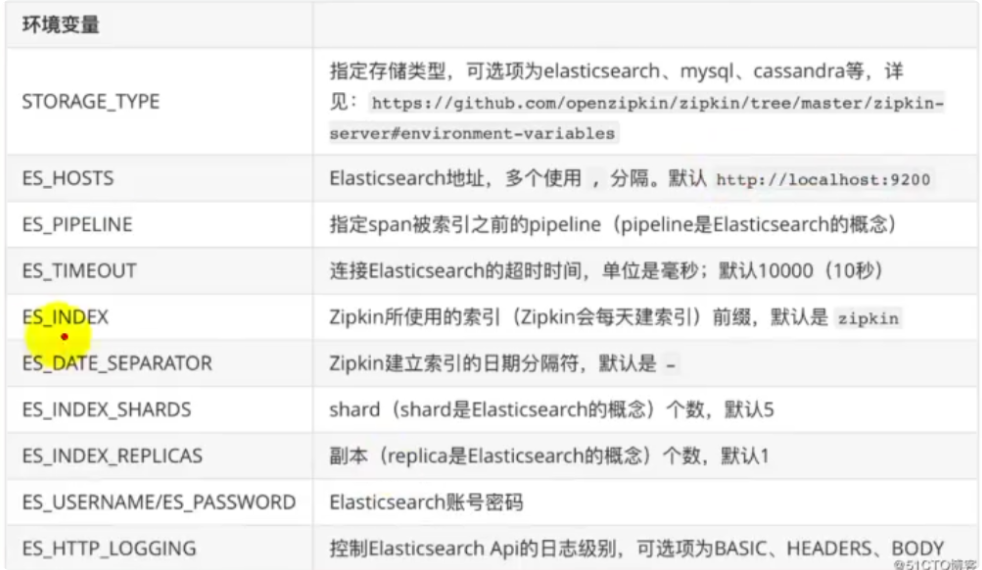 环境变量
STORAGE_TYPE
指定存储类型，可选项为elasticsearch、mysql、cassandra等，详
见： https://github.com/openzipkin/zipkin/tree/master/zipkin-
server#environment-variables
ES_HOSTS
Elasticsearch地址，多个使用 , 分隔。默认 http://localhost:9200
ES_PIPELINE
指定span被索引之前的pipeline（pipeline是Elasticsearch的概念）
ES_TIMEOUT
连接Elasticsearch的超时时间，单位是毫秒；默认10000（10秒）
ES_INDEX
Zipkin所使用的索引（Zipkin会每天建索引）前缀，默认是 zipkin
ES_DATE_SEPARATOR
Zipkin建立索引的日期分隔符，默认是 -
ES_INDEX_SHARDS
shard（shard是Elasticsearch的概念）个数，默认5
ES_INDEX_REPLICAS
副本（replica是Elasticsearch的概念）个数，默认1
ES_USERNAME/ES_PASSWORD
Elasticsearch账号密码
ES_HTTP_LOGGING
控制Elasticsearch Api的日志级别，可选项为BASIC、HEADERS、BODY
@51CTO博客